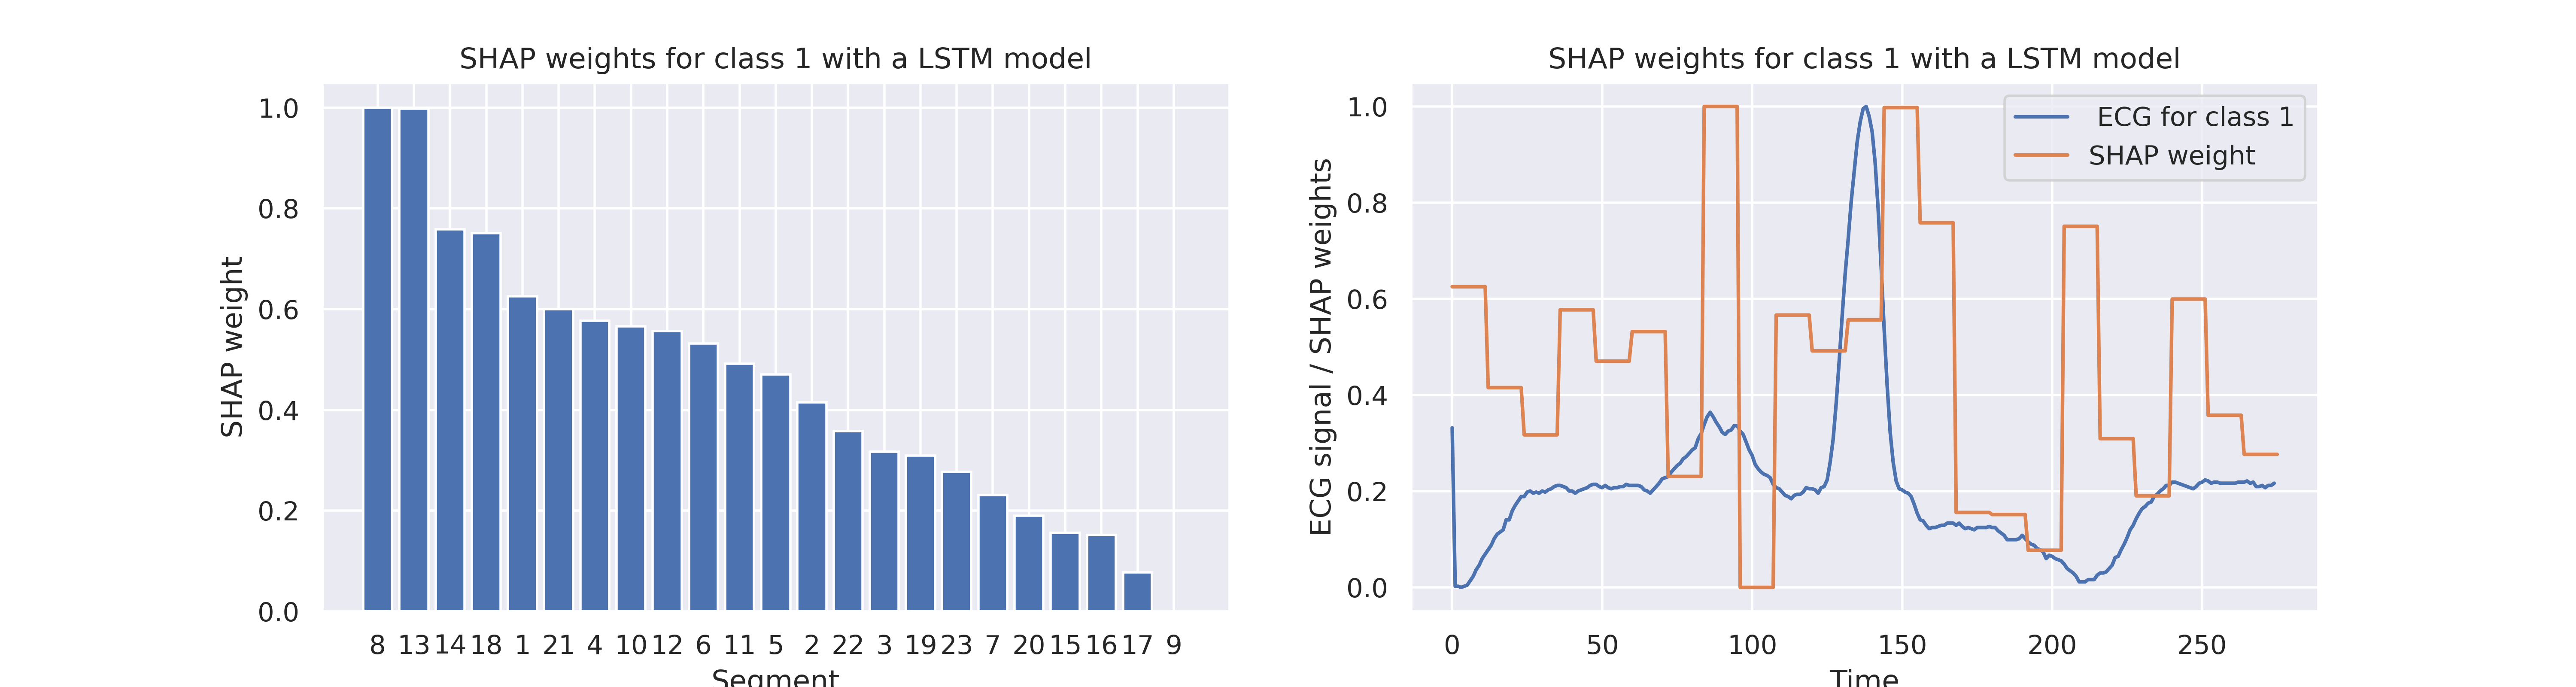 SHAP weights for class 1 with a LSTM model
SHAP weight
1.0
0.8
0.6
0.4
0.2
0.0
8 13 14 18 1 21 4 10 12 6 11 5 2 22 3 19 23 7 20 15 16 17 9
Segment
SHAP weights for class 1 with a LSTM model
ECG signal / SHAP weights
1.0
0.8
0.6
0.4
0.2
0.0
ECG for class 1
SHAP weight
0 50 100 150 200 250
Time